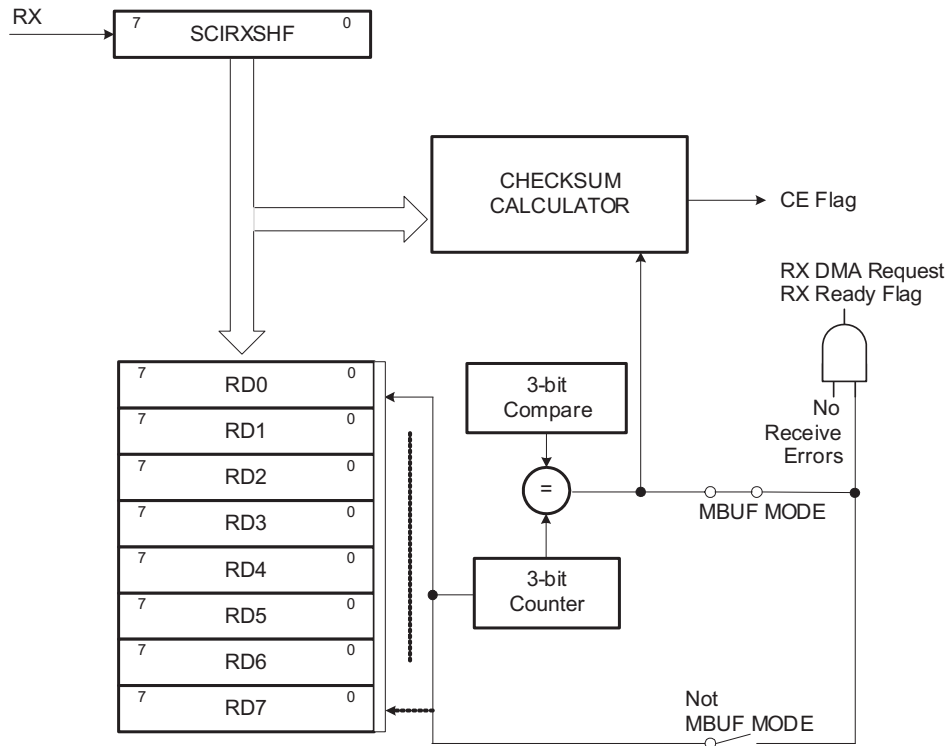 RX
7 SCIRXSHF 0
CHECKSUM
CALCULATOR
CE Flag
RX DMA Request
RX Ready Flag
7 RD0 0
7 RD1 0
7 RD2 0
7 RD3 0
7 RD4 0
7 RD5 0
7 RD6 0
7 RD7 0
3-bit
Compare
No
Receive
Errors
=
MBUF MODE
3-bit
Counter
Not
MBUF MODE